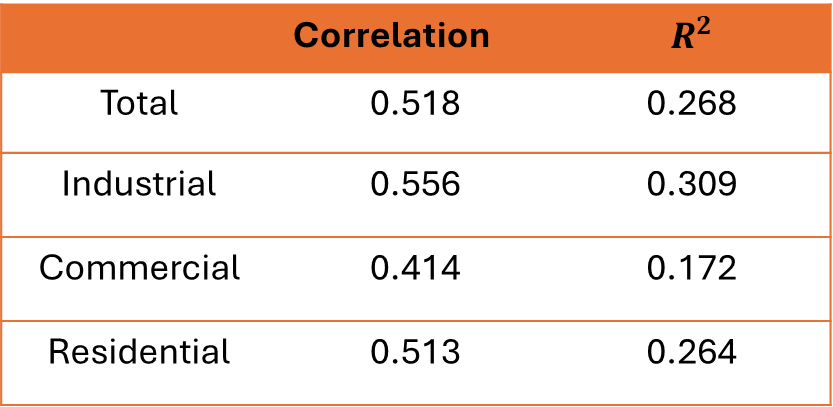 Correlation R²
Total 0.518 0.268
Industrial 0.556 0.309
Commercial 0.414 0.172
Residential 0.513 0.264